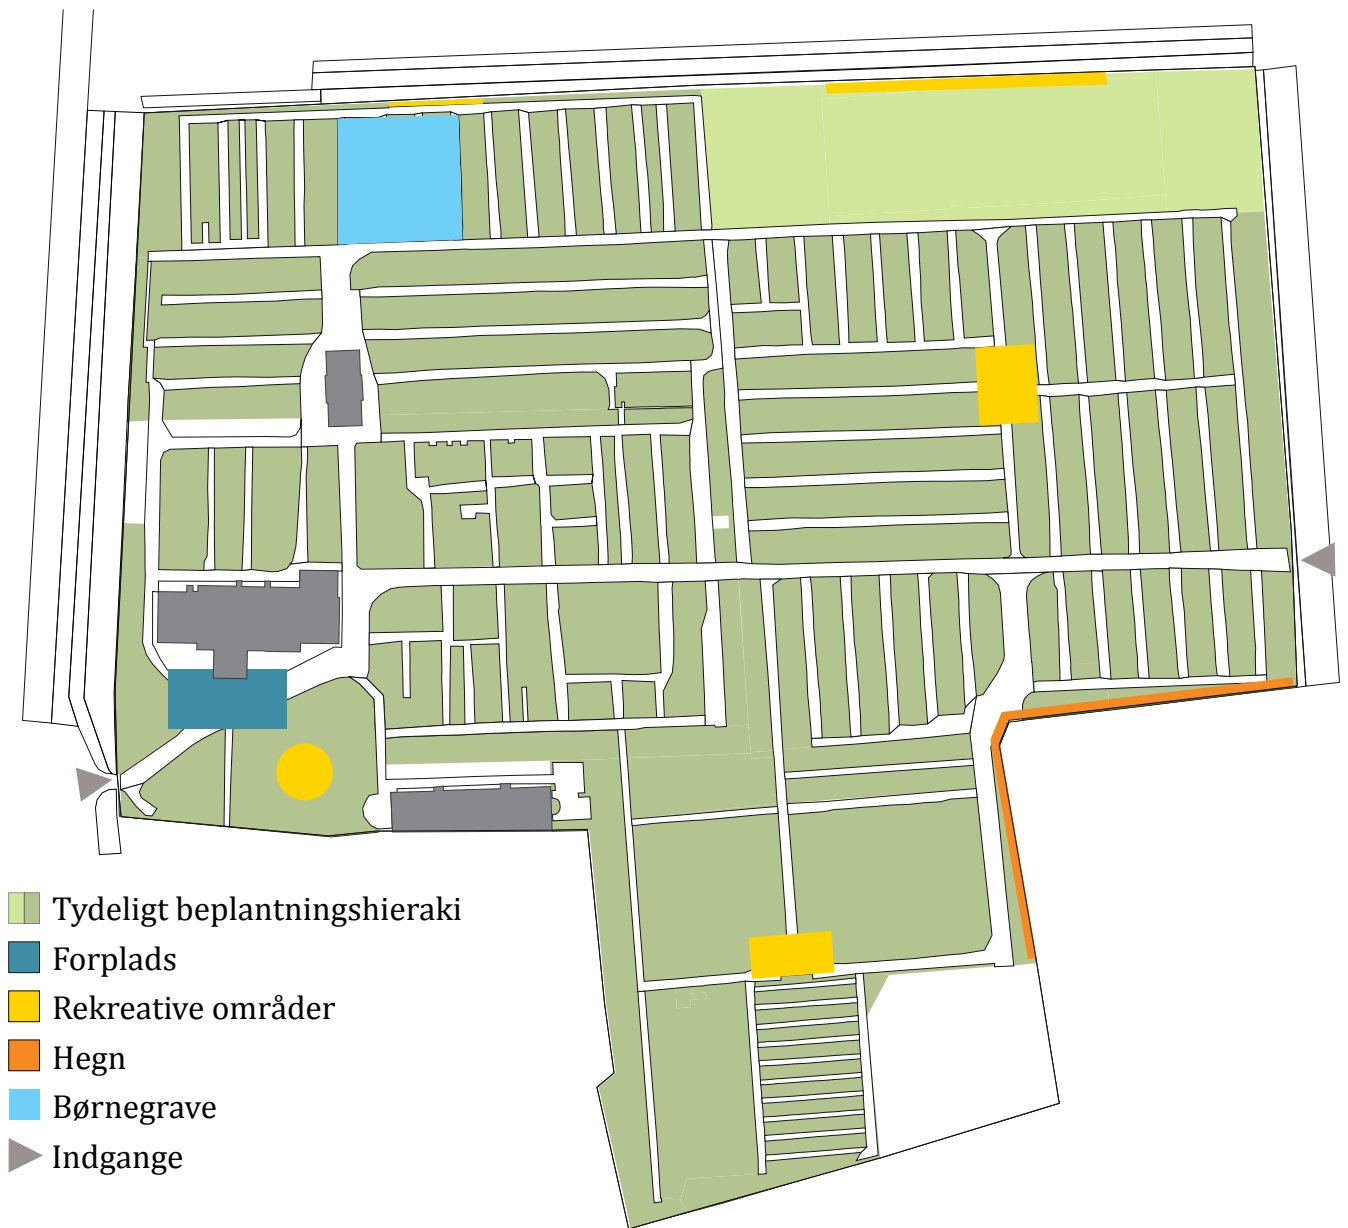 Tydeligt beplantningshieraki
Forplads
Rekreative områder
Hegn
Børnegrave
Indgange